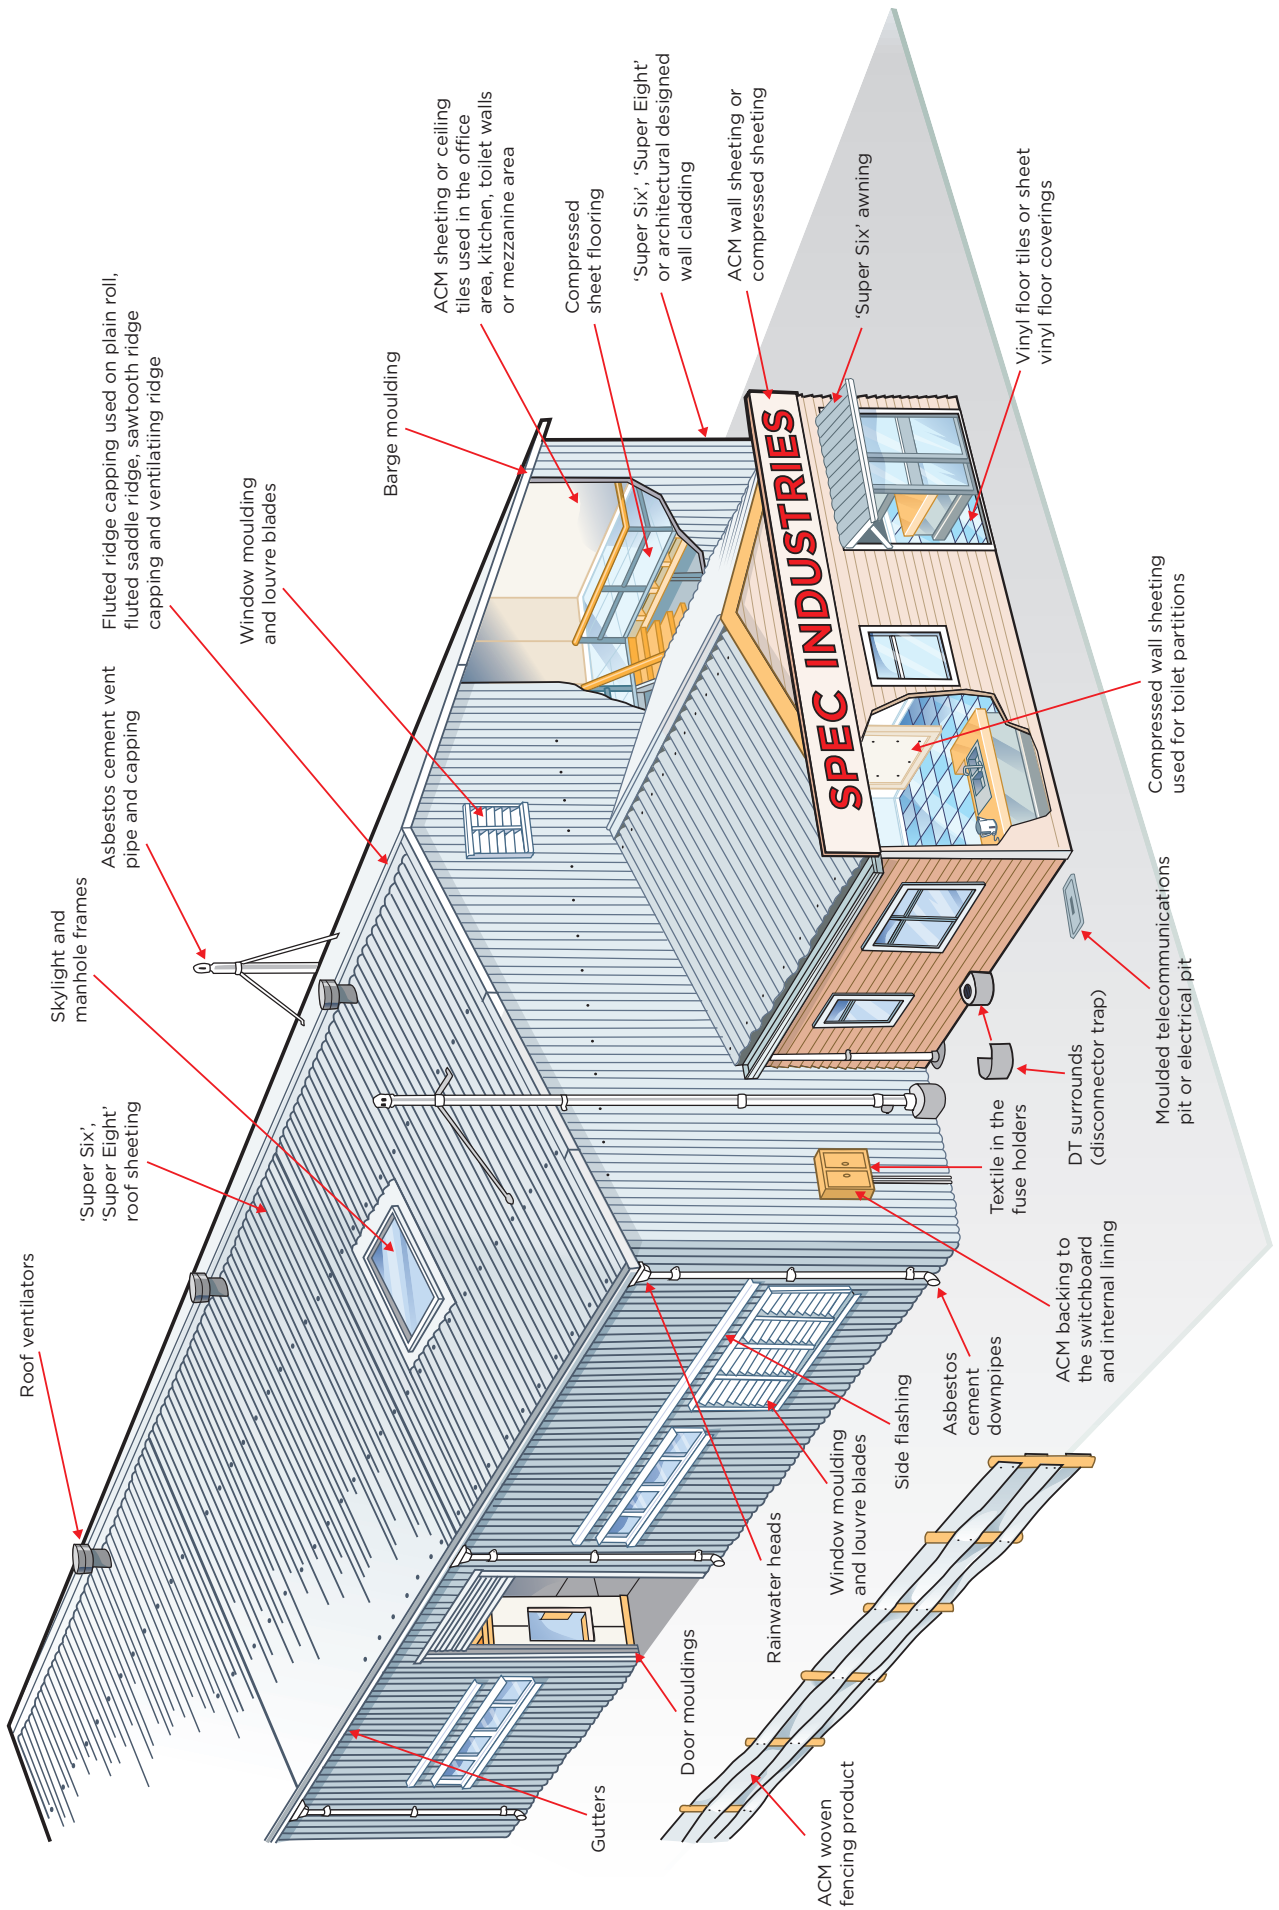 Roof ventilators
‘Super Six’,
‘Super Eight’
roof sheeting
Skylight and
manhole frames
Asbestos cement vent
pipe and capping
Fluted ridge capping used on plain roll,
fluted saddle ridge, sawtooth ridge
capping and ventilatiing ridge
Window moulding
and louvre blades
Barge moulding
ACM sheeting or ceiling
tiles used in the office
area, kitchen, toilet walls
or mezzanine area
Compressed
sheet flooring
‘Super Six’, ‘Super Eight’
or architectural designed
wall cladding
ACM wall sheeting or
compressed sheeting
‘Super Six’ awning
Vinyl floor tiles or sheet
vinyl floor coverings
SPEC INDUSTRIES
Compressed wall sheeting
used for toilet partitions
Moulded telecommunications
pit or electrical pit
DT surrounds
(disconnector trap)
Textile in the
fuse holders
ACM backing to
the switchboard
and internal lining
Asbestos
cement
downpipes
Side flashing
Window moulding
and louvre blades
Rainwater heads
Door mouldings
Gutters
ACM woven
fencing product